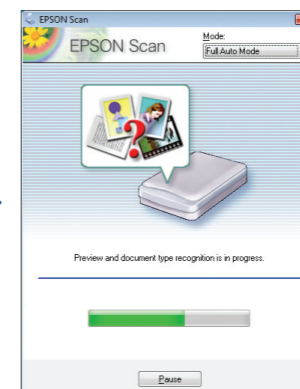 EPSON Scan
EPSON Scan
Mode:
Full Auto Mode
?
Preview and document type recognition is in progress.
Pause